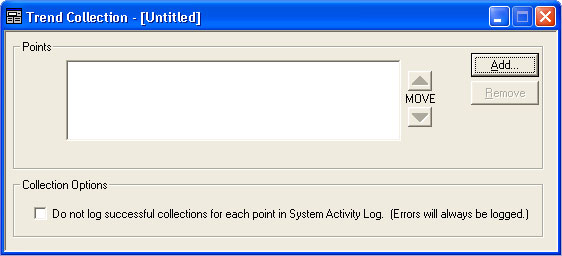 Trend Collection - [Untitled]
Points
Add...
MOVE
Remove
Collection Options
Do not log successful collections for each point in System Activity Log. (Errors will always be logged.)